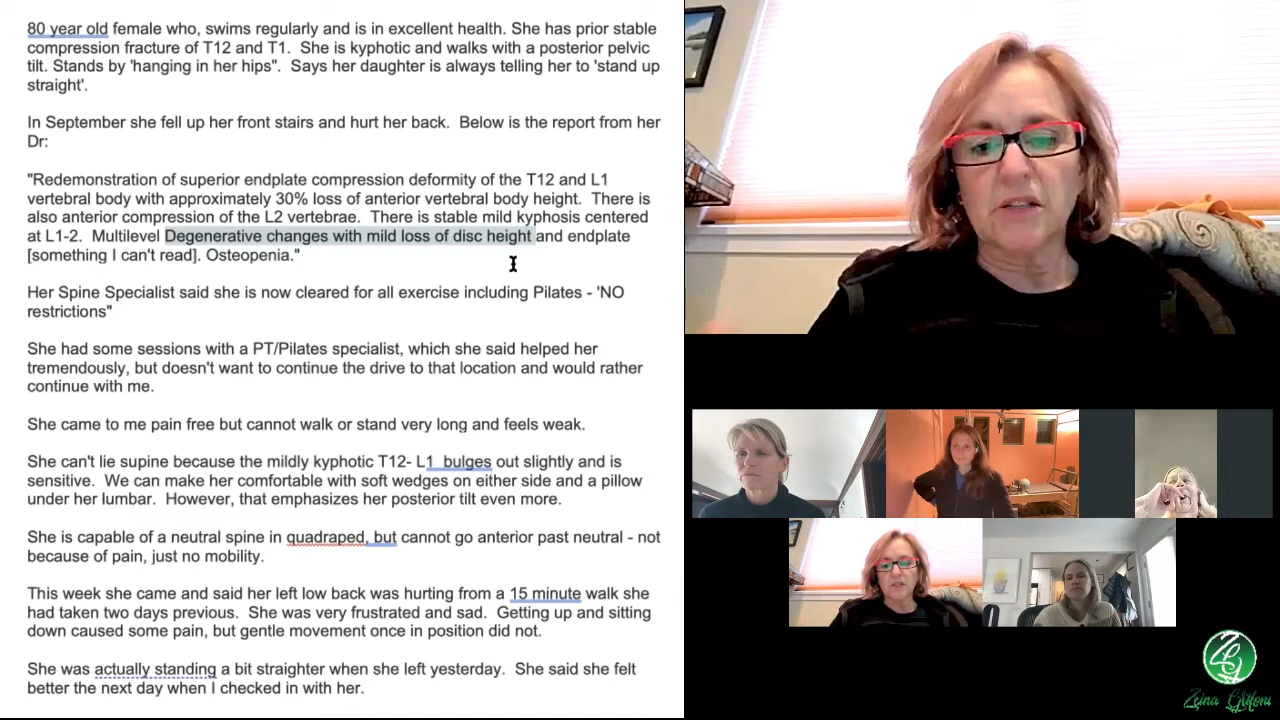 80 year old female who, swims regularly and is in excellent health. She has prior stable
compression fracture of T12 and T1.  She is kyphotic and walks with a posterior pelvic
tilt. Stands by 'hanging in her hips".  Says her daughter is always telling her to 'stand up
straight'.
In September she fell up her front stairs and hurt her back.  Below is the report from her
Dr:
"Redemonstration of superior endplate compression deformity of the T12 and L1
vertebral body with approximately 30% loss of anterior vertebral body height.  There is
also anterior compression of the L2 vertebrae.  There is stable mild kyphosis centered
at L1-2.  Multilevel Degenerative changes with mild loss of disc height and endplate
[something I can't read]. Osteopenia."
Her Spine Specialist said she is now cleared for all exercise including Pilates - 'NO
restrictions"
She had some sessions with a PT/Pilates specialist, which she said helped her
tremendously, but doesn't want to continue the drive to that location and would rather
continue with me.
She came to me pain free but cannot walk or stand very long and feels weak.
She can't lie supine because the mildly kyphotic T12- L1  bulges out slightly and is
sensitive.  We can make her comfortable with soft wedges on either side and a pillow
under her lumbar.  However, that emphasizes her posterior tilt even more.
She is capable of a neutral spine in quadraped, but cannot go anterior past neutral - not
because of pain, just no mobility.
This week she came and said her left low back was hurting from a 15 minute walk she
had taken two days previous.  She was very frustrated and sad.  Getting up and sitting
down caused some pain, but gentle movement once in position did not.
She was actually standing a bit straighter when she left yesterday.  She said she felt
better the next day when I checked in with her.
Zeina Grifoni